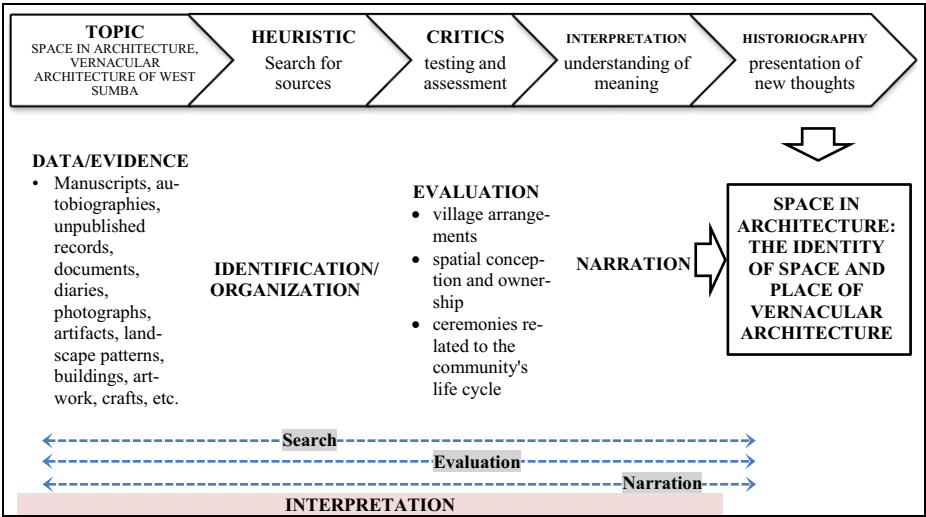 TOPIC
SPACE IN ARCHITECTURE,
VERNACULAR
ARCHITECTURE OF WEST
SUMBA
HEURISTIC
Search for
sources
CRITICS
testing and
assessment
INTERPRETATION
understanding of
meaning
HISTORIOGRAPHY
presentation of
new thoughts
DATA/EVIDENCE
• Manuscripts, au-
tobiographies,
unpublished
records,
documents,
diaries,
photographs,
artifacts, land-
scape patterns,
buildings, art-
work, crafts, etc.
IDENTIFICATION/
ORGANIZATION
EVALUATION
• village arrange-
ments
• spatial concep-
tion and owner-
ship
• ceremonies re-
lated to the
community's
life cycle
NARRATION
SPACE IN
ARCHITECTURE:
THE IDENTITY
OF SPACE AND
PLACE OF
VERNACULAR
ARCHITECTURE
Search
Evaluation
Narration
INTERPRETATION